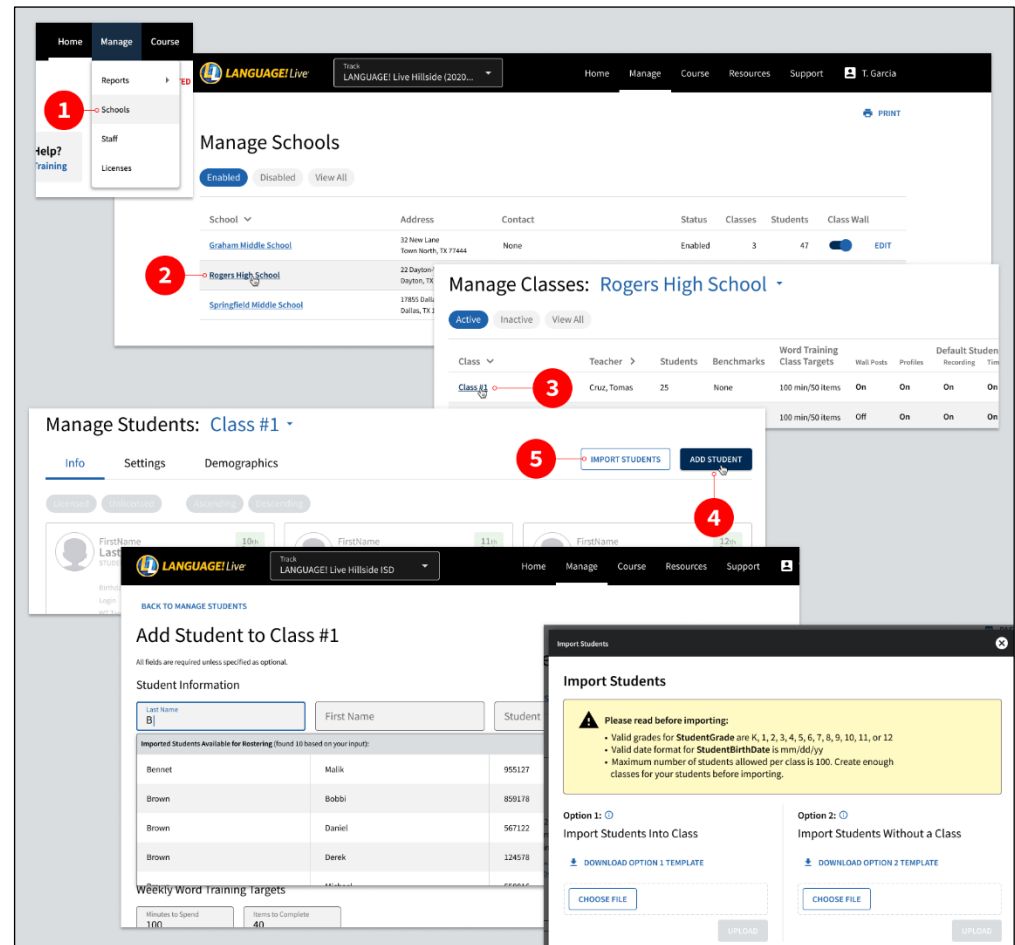 Home Manage Course
Reports
Schools
Staff
Licenses
1
Help?
Training
LANGUAGE! Live
Track
LANGUAGE! Live Hillside (2020...
Home Manage Course Resources Support T. Garcia
PRINT
Manage Schools
Enabled Disabled View All
School Address Contact Status Classes Students Class Wall
Graham Middle School 32 New Lane None Enabled 3 47 EDIT
Town North, TX 77444
2
Rogers High School 22 Dayton
Dayton, TX
Springfield Middle School 17855 Dall
Dallas, TX 1
Manage Classes: Rogers High School
Active Inactive View All
Class Teacher Students Benchmarks Word Training Class Targets Wall Posts Profiles Default Studen Recording Tim
Class #1 3 Cruz, Tomas 25 None 100 min/50 items On On On On
100 min/50 items Off On On On
Manage Students: Class #1
Info Settings Demographics
5 IMPORT STUDENTS ADD STUDENT
4
Licensed Unlicensed Ascending Descending
FirstName 10th FirstName 11th FirstName 12th
Last
Login
LANGUAGE! Live
Track
LANGUAGE! Live Hillside ISD
Home Manage Course Resources Support
BACK TO MANAGE STUDENTS
Add Student to Class #1
All fields are required unless specified as optional.
Student Information
Last Name
B
First Name
Student
Imported Students Available for Rostering (found 10 based on your input):
Bennet Malik 955127
Brown Bobbi 859178
Brown Daniel 567122
Brown Derek 124578
Weekly Word Training Targets
Minutes to Spend Items to Complete
100 40
Import Students
Import Students
Please read before importing:
• Valid grades for StudentGrade are K, 1, 2, 3, 4, 5, 6, 7, 8, 9, 10, 11, or 12
• Valid date format for StudentBirthDate is mm/dd/yy
• Maximum number of students allowed per class is 100. Create enough
classes for your students before importing.
Option 1: Option 2:
Import Students Into Class Import Students Without a Class
DOWNLOAD OPTION 1 TEMPLATE DOWNLOAD OPTION 2 TEMPLATE
CHOOSE FILE CHOOSE FILE
UPLOAD UPLOAD